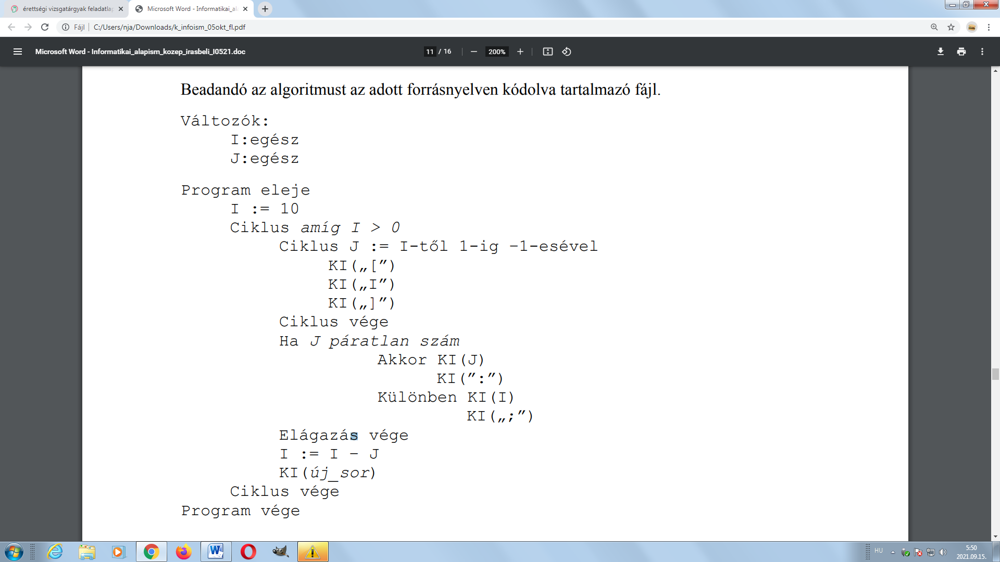 érettségi vizsgatárgyak feladatlap
Microsoft Word - Informatikai_al
Fájl
C:/Users/nja/Downloads/k_infoism_05okt_fl.pdf
Microsoft Word - Informatikai_alapism_kozep_irasbeli_I0521.doc
11 / 16
200%
Beadandó az algoritmust az adott forrásnyelven kódolva tartalmazó fájl.
Változók:
I:egész
J:egész
Program eleje
I := 10
Ciklus amíg I > 0
Ciklus J := I-től 1-ig –1-esével
KI(„[”)
KI(„I”)
KI(„]”)
Ciklus vége
Ha J páratlan szám
Akkor KI(J)
KI(”:”)
Különben KI(I)
KI(„;”)
Elágazás vége
I := I – J
KI(új_sor)
Ciklus vége
Program vége
HU
5:50
2021.09.15.